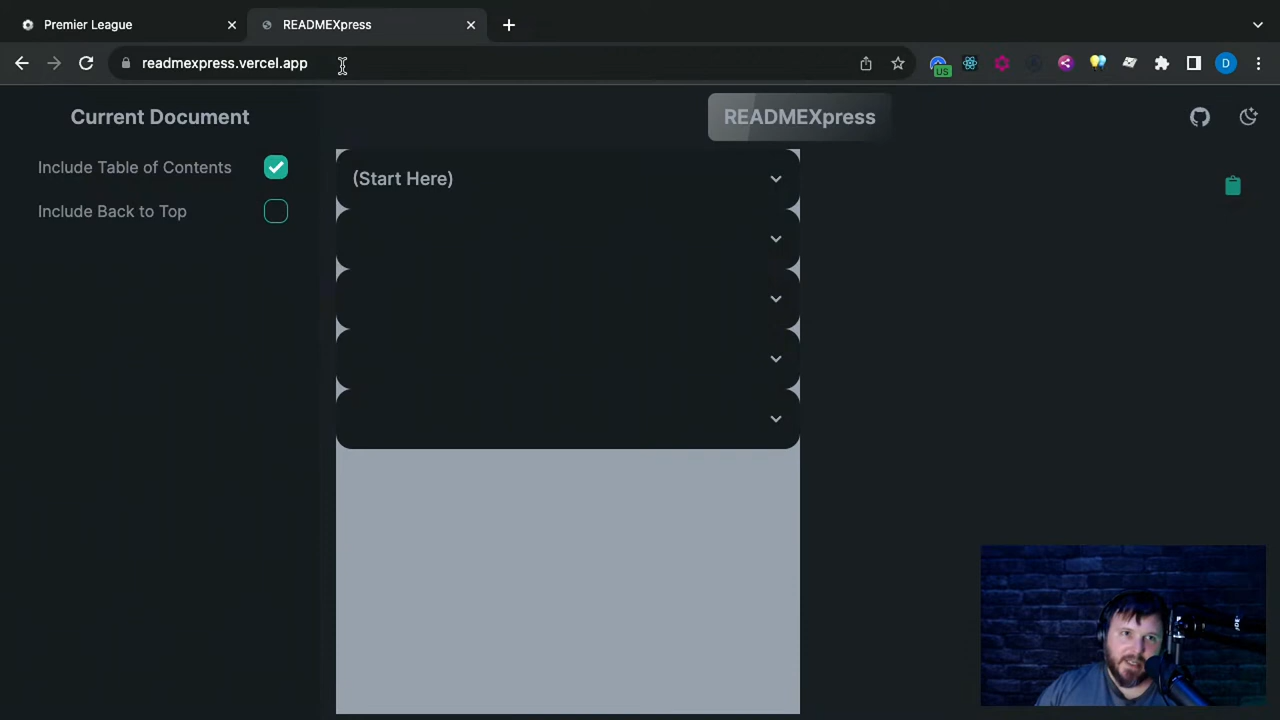 Premier League
READMEXpress
readmexpress.vercel.app
US
D
Current Document
READMEXpress
Include Table of Contents
(Start Here)
Include Back to Top